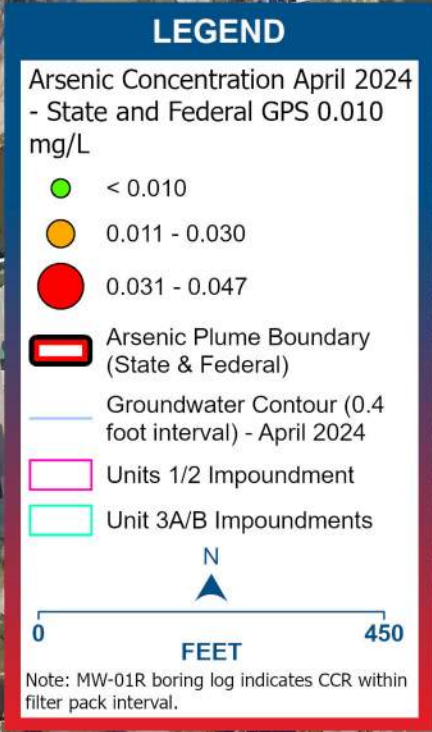 LEGEND
Arsenic Concentration April 2024
- State and Federal GPS 0.010
mg/L
< 0.010
0.011 - 0.030
0.031 - 0.047
Arsenic Plume Boundary
(State & Federal)
Groundwater Contour (0.4
foot interval) - April 2024
Units 1/2 Impoundment
Unit 3A/B Impoundments
N
0 450
FEET
Note: MW-01R boring log indicates CCR within
filter pack interval.